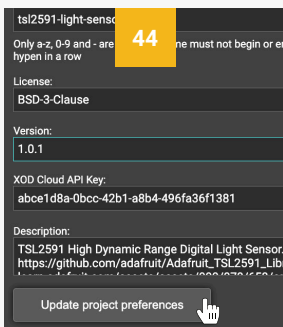 tsl2591-light-senso
44
Only a-z, 0-9 and - are ne must not begin or e
hypen in a row
License:
BSD-3-Clause
Version:
1.0.1
XOD Cloud API Key:
abce1d8a-0bcc-42b1-a8b4-496fa36f1381
Description:
TSL2591 High Dynamic Range Digital Light Sensor.
https://github.com/adafruit/Adafruit_TSL2591_Lib
Update project preferences